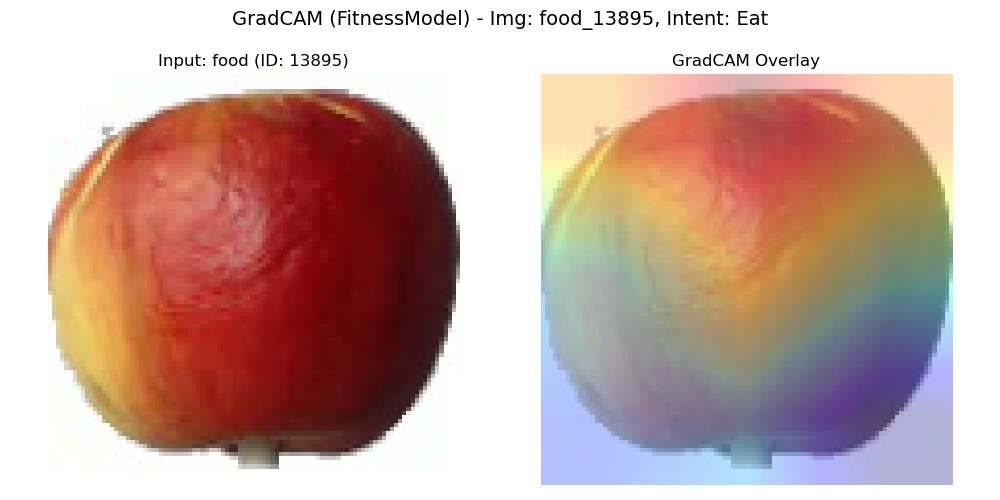 GradCAM (FitnessModel) - Img: food_13895, Intent: Eat
Input: food (ID: 13895)
GradCAM Overlay